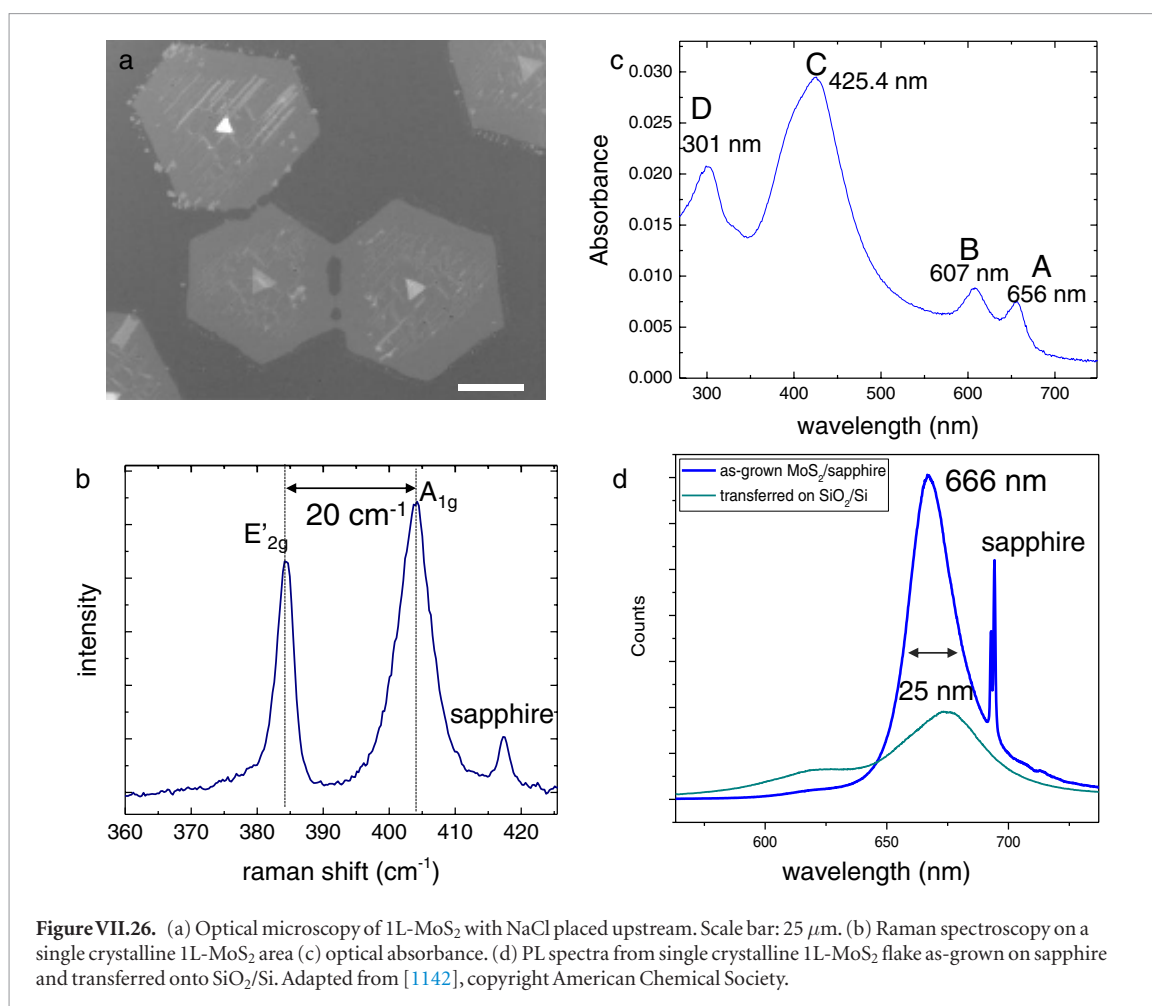 a
c
C
425.4 nm
D
301 nm
B
607 nm
A
656 nm
0.030
0.025
0.020
0.015
0.010
0.005
0.000
Absorbance
300 400 500 600 700
wavelength (nm)
b
A1g
20 cm-1
E'2g
sapphire
intensity
360 370 380 390 400 410 420
raman shift (cm-1)
as-grown MoS2/sapphire
transferred on SiO2/Si
d
666 nm
sapphire
25 nm
Counts
600 650 700
wavelength (nm)
Figure VII.26. (a) Optical microscopy of 1L-MoS2 with NaCl placed upstream. Scale bar: 25 μm. (b) Raman spectroscopy on a
single crystalline 1L-MoS2 area (c) optical absorbance. (d) PL spectra from single crystalline 1L-MoS2 flake as-grown on sapphire
and transferred onto SiO2/Si. Adapted from [1142], copyright American Chemical Society.